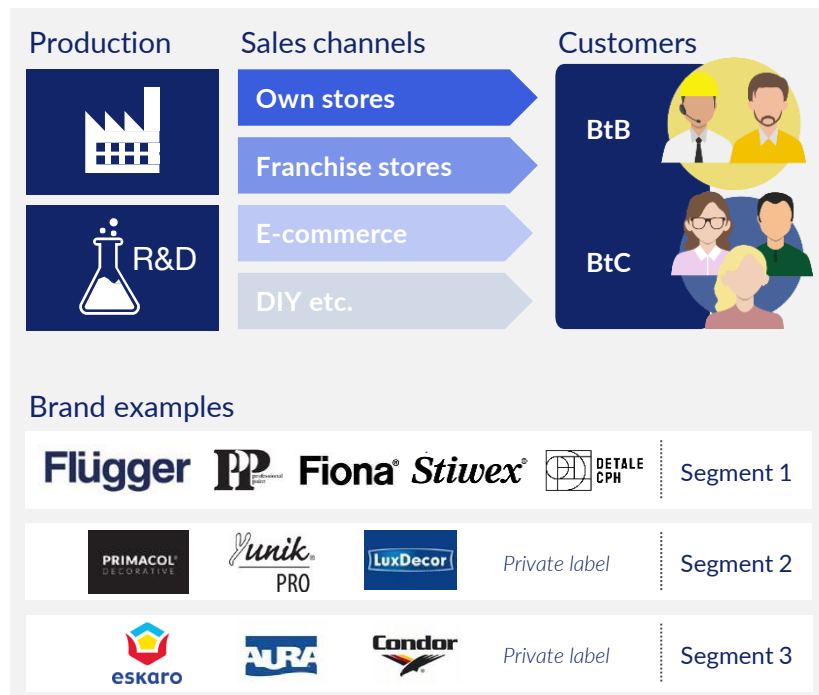 Production
Sales channels
Customers
Own stores
Franchise stores
E-commerce
DIY etc.
R&D
BtB
BtC
Brand examples
Flügger
PP professional paint
Fiona®
Stiwex®
DETALE
CPH
Segment 1
PRIMACOL®
DECORATIVE
Yunik®
PRO
LuxDecor
Private label
Segment 2
eskaro
AURA
Condor
Private label
Segment 3